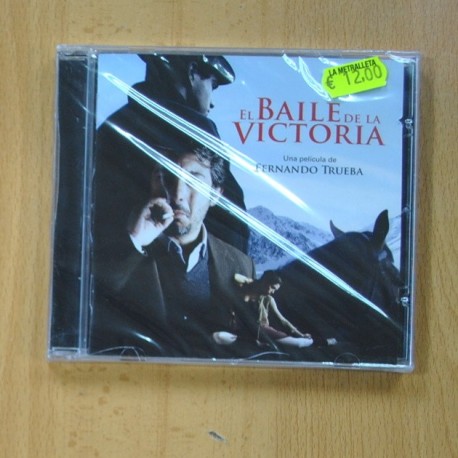 LA METRALLETA
€ 12,00
EL BAILE DE LA
VICTORIA
Una película de
FERNANDO TRUEBA